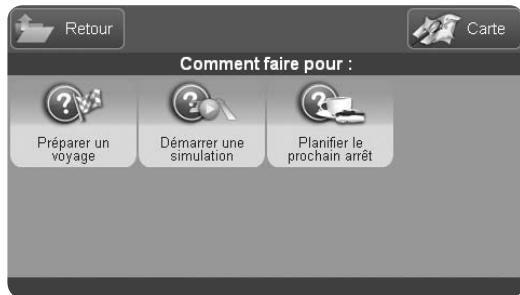 Retour
Carte
Comment faire pour :
Préparer un
voyage
Démarrer une
simulation
Planifier le
prochain arrêt